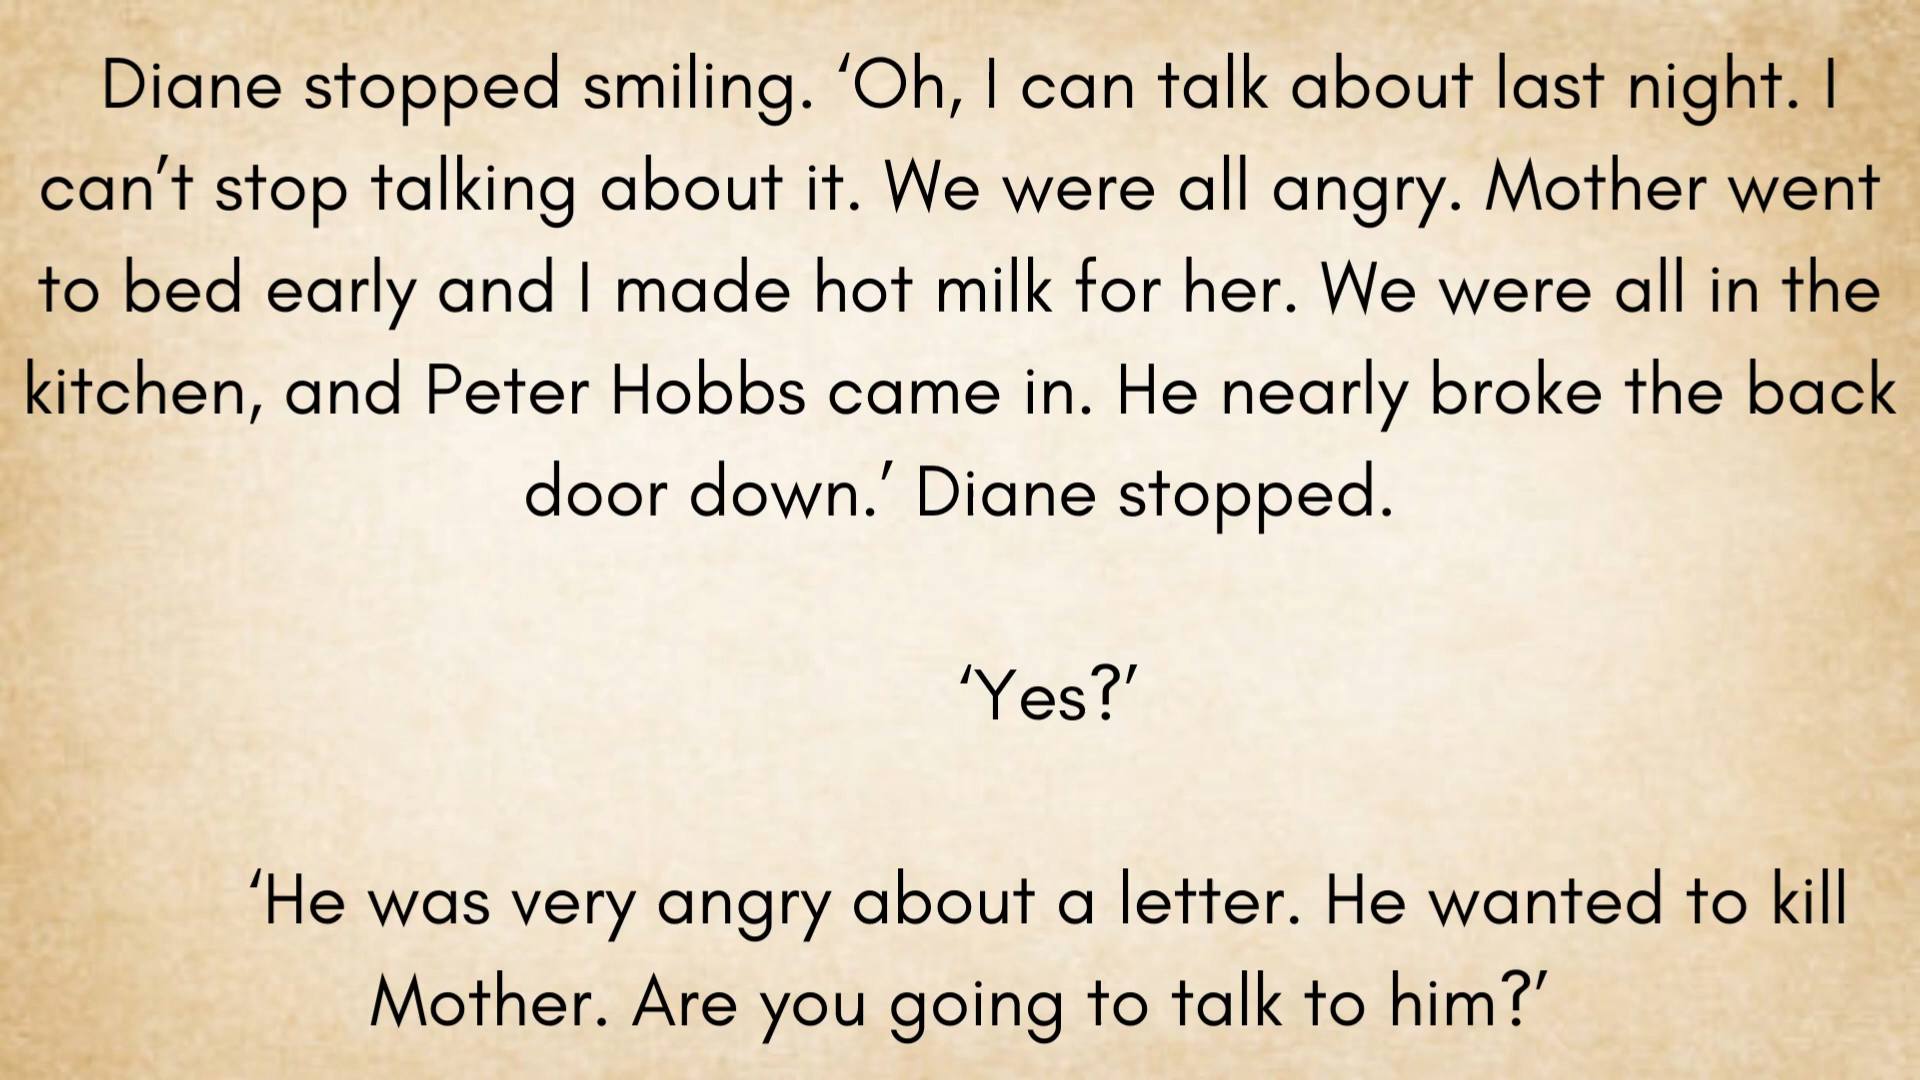 Diane stopped smiling. ‘Oh, I can talk about last night. I
can’t stop talking about it. We were all angry. Mother went
to bed early and I made hot milk for her. We were all in the
kitchen, and Peter Hobbs came in. He nearly broke the back
door down.’ Diane stopped.
‘Yes?’
‘He was very angry about a letter. He wanted to kill
Mother. Are you going to talk to him?’